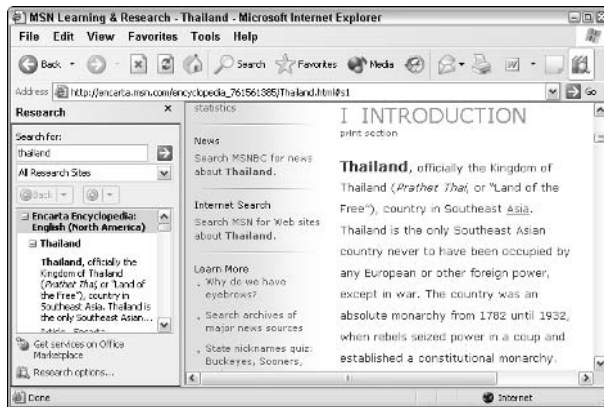 MSN Learning & Research - Thailand - Microsoft Internet Explorer
File Edit View Favorites Tools Help
Back Search Favorites Media
Address http://encarta.msn.com/encyclopedia_761561385/Thailand.html#s1 Go
Research
Search for:
thailand
All Research Sites
Back
Encarta Encyclopedia:
English (North America)
Thailand
Thailand, officially the
Kingdom of Thailand
(Prathet Thai, or "Land of
the Free"), country in
Southeast Asia. Thailand is
the only Southeast Asian...
Article - Encarta
Get services on Office
Marketplace
Research options...
statistics
News
Search MSNBC for news
about Thailand.
Internet Search
Search MSN for Web sites
about Thailand.
Learn More
Why do we have
eyebrows?
Search archives of
major news sources
State nicknames quiz:
Buckeyes, Sooners,
I INTRODUCTION
print section
Thailand, officially the Kingdom of
Thailand (Prathet Thai, or "Land of the
Free"), country in Southeast Asia.
Thailand is the only Southeast Asian
country never to have been occupied by
any European or other foreign power,
except in war. The country was an
absolute monarchy from 1782 until 1932,
when rebels seized power in a coup and
established a constitutional monarchy.
Done Internet